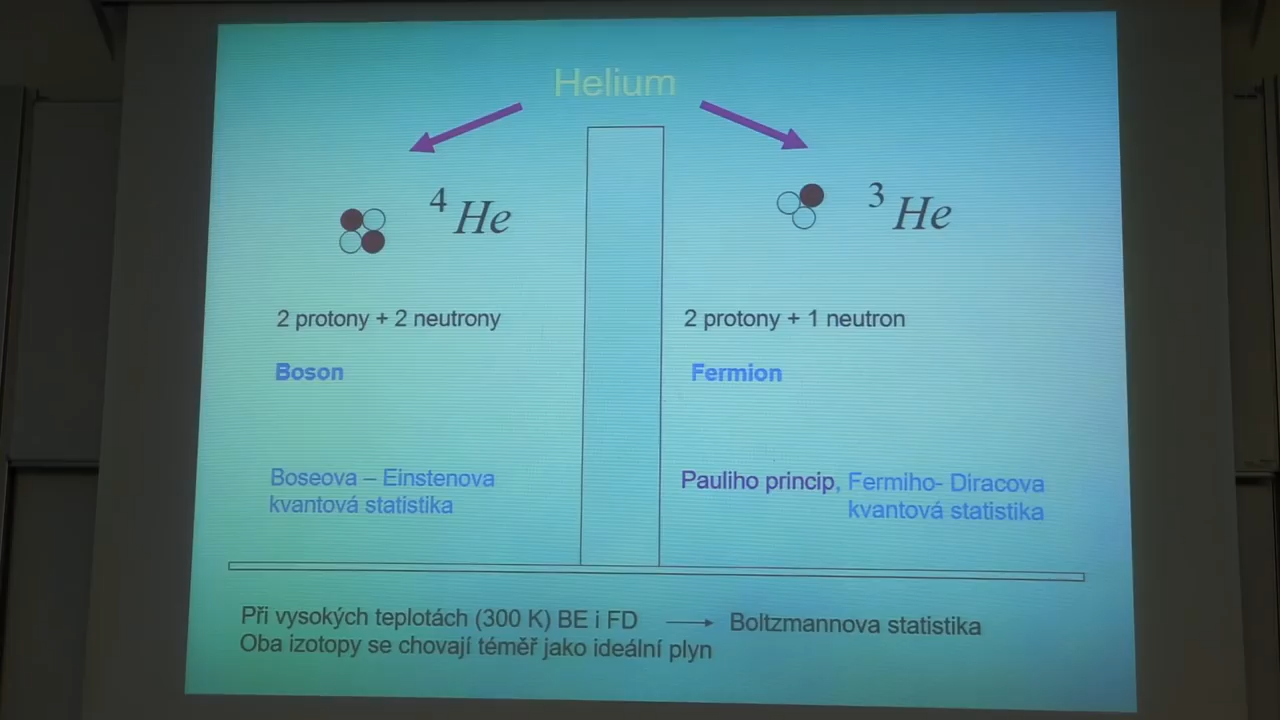 Helium
⁴He
³He
2 protony + 2 neutrony
2 protony + 1 neutron
Boson
Fermion
Boseova – Einstenova
kvantová statistika
Pauliho princip, Fermiho- Diracova
kvantová statistika
Při vysokých teplotách (300 K) BE i FD → Boltzmannova statistika
Oba izotopy se chovají téměř jako ideální plyn